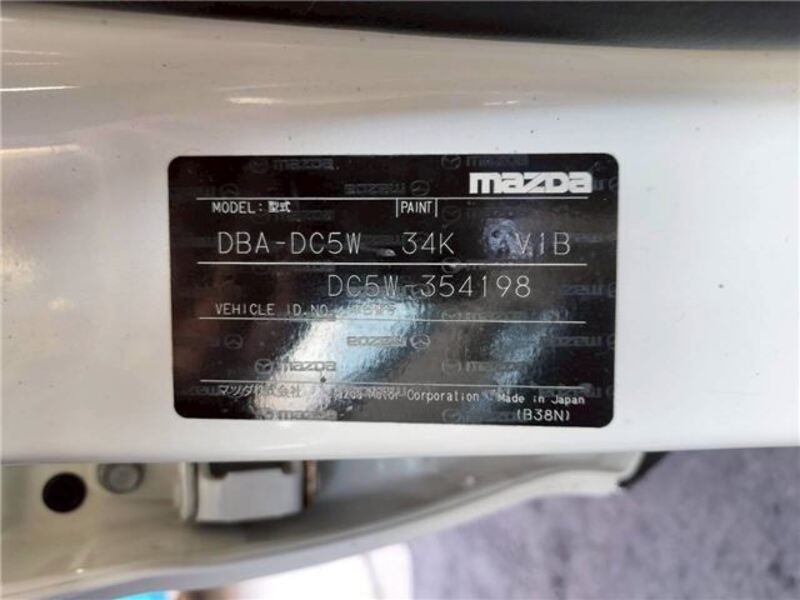 mazda
MODEL:型式 |PAINT|
DBA-DC5W 34K V1B
DC5W-354198
VEHICLE ID.NO.
マツダ株式会社 Mazda Motor Corporation Made in Japan
(B38N)